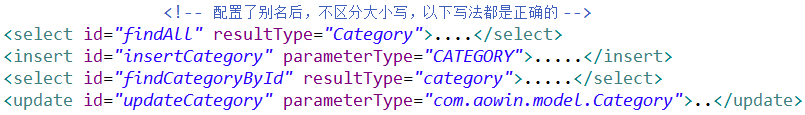 <!-- 配置了别名后，不区分大小写，以下写法都是正确的 -->
<select id="findAll" resultType="Category">....</select>
<insert id="insertCategory" parameterType="CATEGORY">.....</insert>
<select id="findCategoryById" resultType="category">.....</select>
<update id="updateCategory" parameterType="com.aowin.model.Category">..</update>